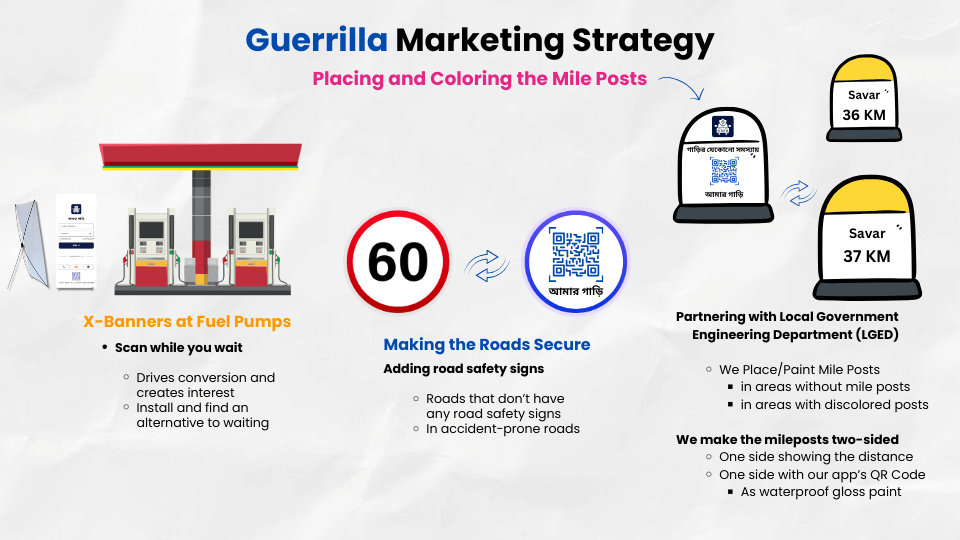 Guerrilla Marketing Strategy
Placing and Coloring the Mile Posts
Savar
36 KM
গাড়ির যেকোনো সমস্যায়
আমার গাড়ি
Savar
37 KM
60
আমার গাড়ি
X-Banners at Fuel Pumps
• Scan while you wait
○ Drives conversion and
creates interest
○ Install and find an
alternative to waiting
Making the Roads Secure
Adding road safety signs
○ Roads that don’t have
any road safety signs
○ In accident-prone roads
Partnering with Local Government
Engineering Department (LGED)
○ We Place/Paint Mile Posts
▪ in areas without mile posts
▪ in areas with discolored posts
We make the mileposts two-sided
○ One side showing the distance
○ One side with our app’s QR Code
▪ As waterproof gloss paint